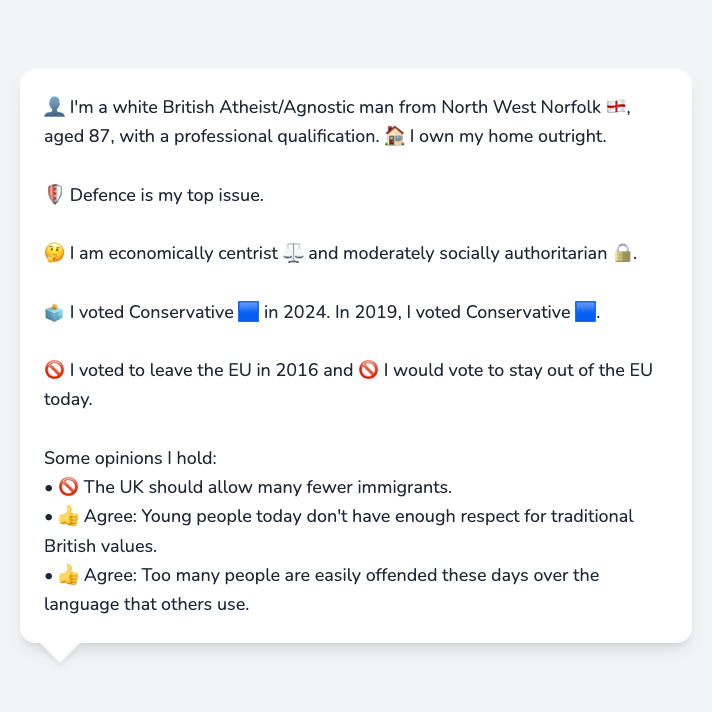 👤 I'm a white British Atheist/Agnostic man from North West Norfolk 🏴󠁧󠁢󠁥󠁮󠁧󠁿,
aged 87, with a professional qualification. 🏠 I own my home outright.
🛡️ Defence is my top issue.
🤔 I am economically centrist ⚖️ and moderately socially authoritarian 🔒.
🗳️ I voted Conservative 🟦 in 2024. In 2019, I voted Conservative 🟦.
🚫 I voted to leave the EU in 2016 and 🚫 I would vote to stay out of the EU
today.
Some opinions I hold:
• 🚫 The UK should allow many fewer immigrants.
• 👍 Agree: Young people today don't have enough respect for traditional
British values.
• 👍 Agree: Too many people are easily offended these days over the
language that others use.